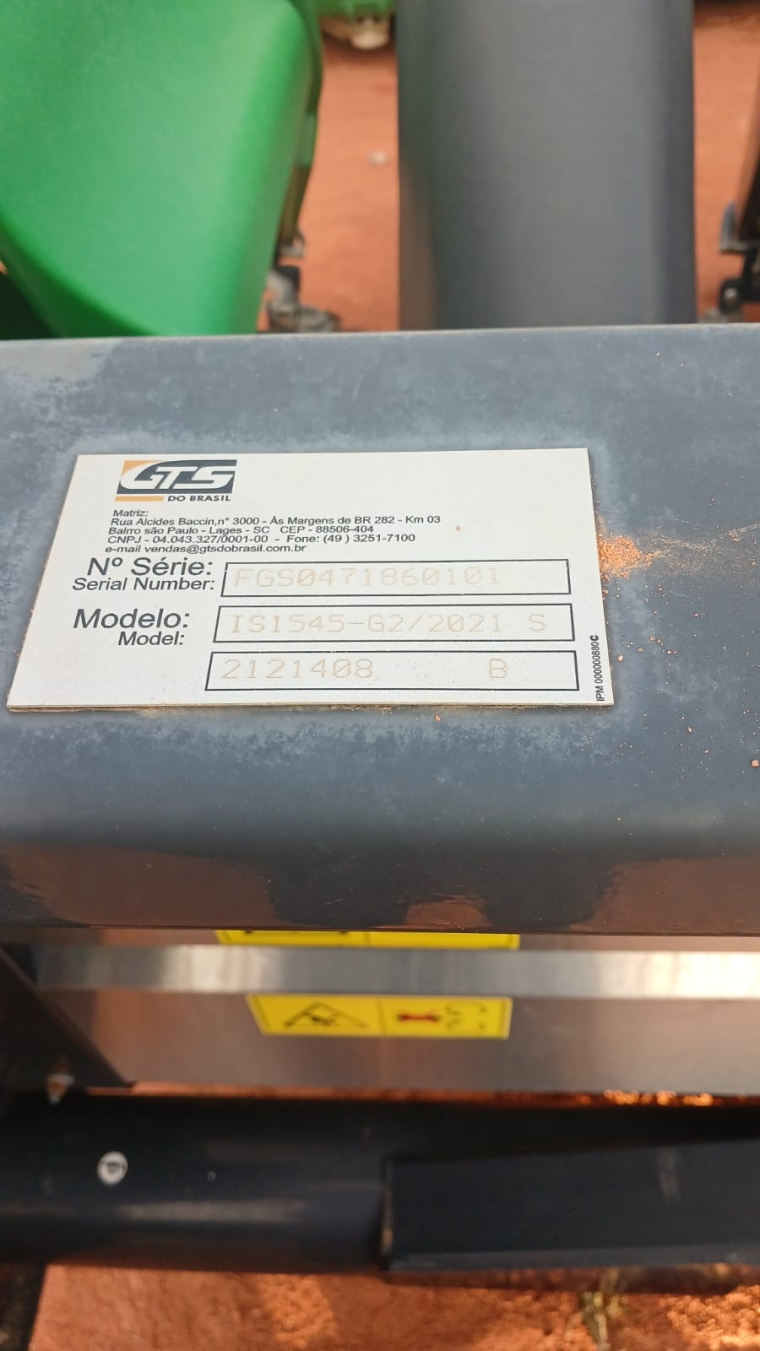 GTS
DO BRASIL
Matriz:
Rua Alcides Baccin,n° 3000 - Às Margens de BR 282 - Km 03
Bairro são Paulo - Lages - SC CEP - 88506-404
CNPJ - 04.043.327/0001-00 - Fone: (49 ) 3251-7100
e-mail vendas@gtsdobrasil.com.br
Nº Série: FGS0471860101
Serial Number:
Modelo: IS1545-G2/2021 S
Model:
2121408 B
IPM 000000880C